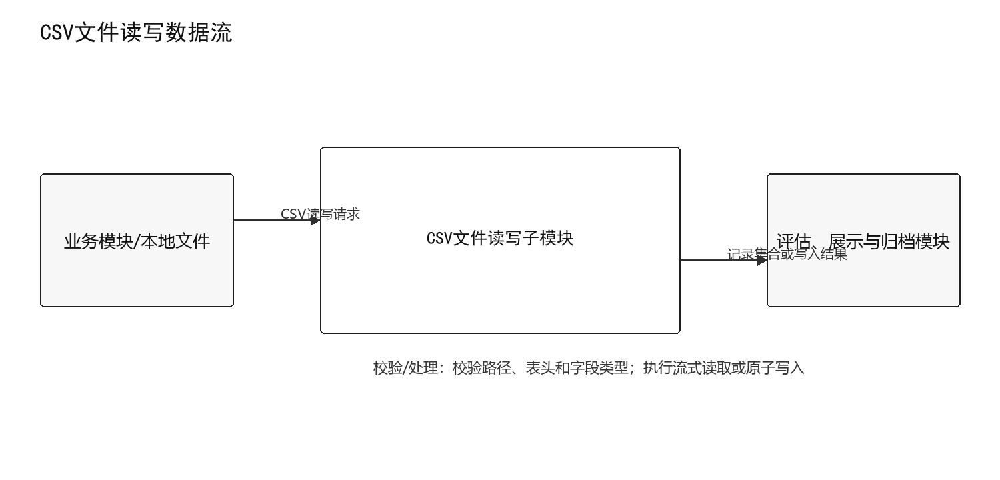 CSV文件读写数据流
CSV读写请求
业务模块/本地文件
CSV文件读写子模块
评估、展示与归档模块
记录集合或写入结果
校验/处理：校验路径、表头和字段类型；执行流式读取或原子写入